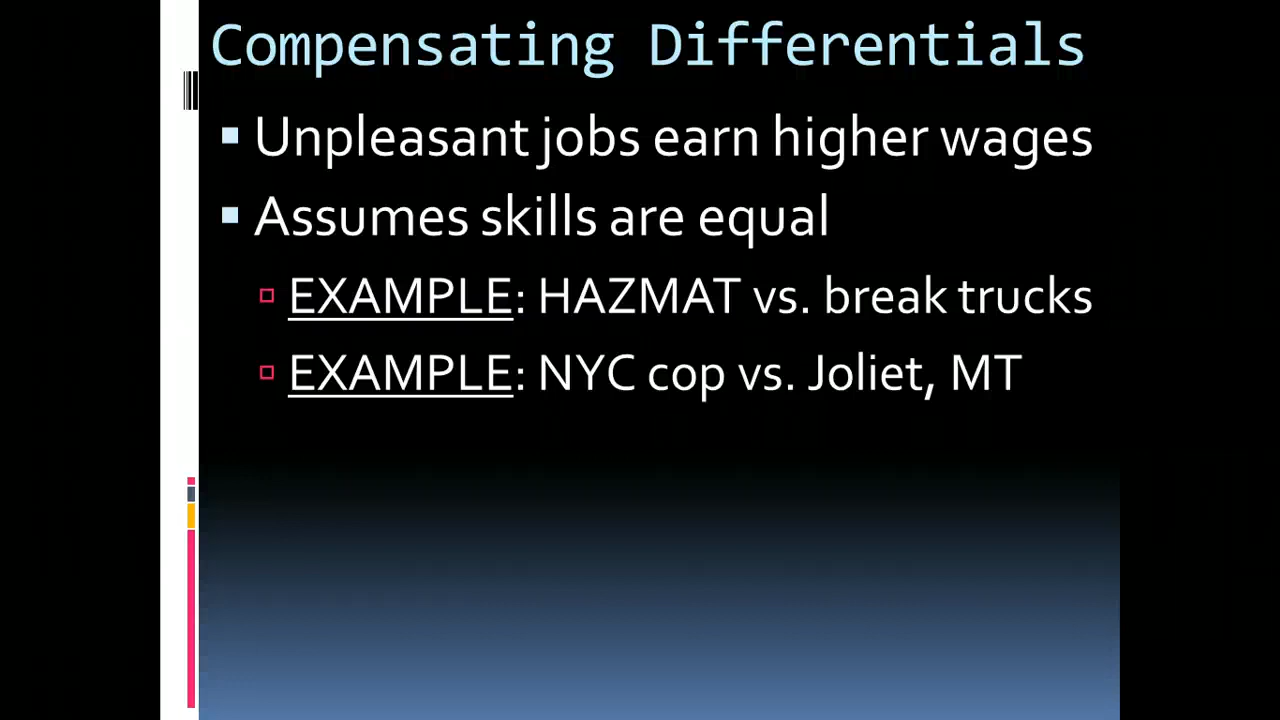 Compensating Differentials
Unpleasant jobs earn higher wages
Assumes skills are equal
EXAMPLE: HAZMAT vs. break trucks
EXAMPLE: NYC cop vs. Joliet, MT